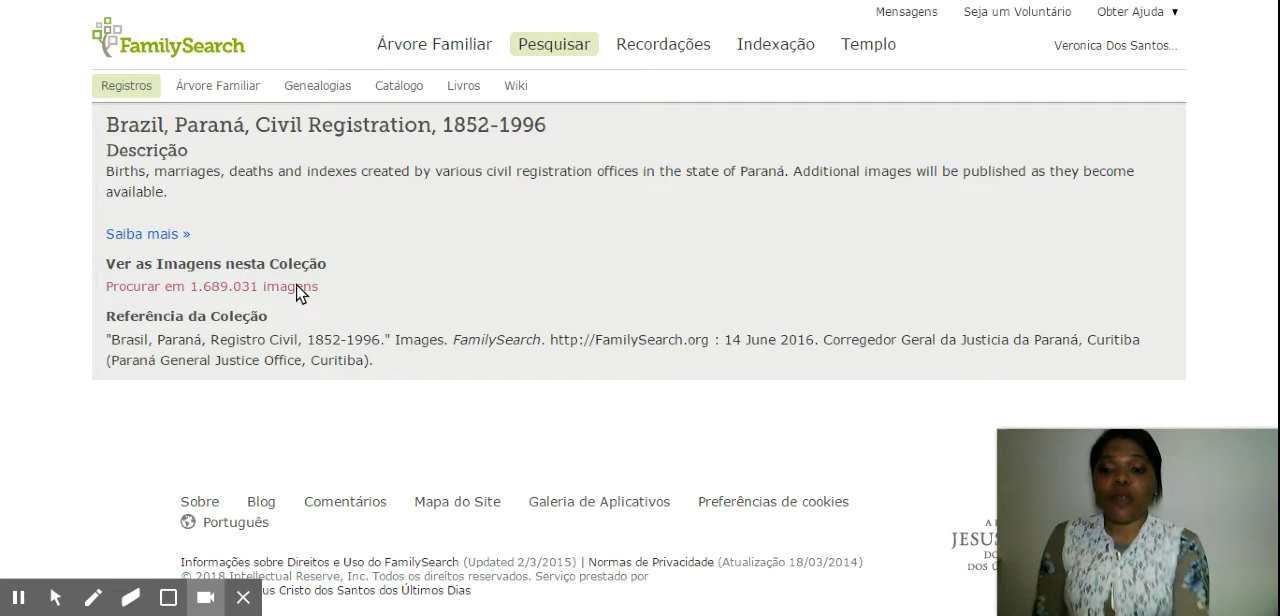 Mensagens Seja um Voluntário Obter Ajuda ▼
FamilySearch
Árvore Familiar Pesquisar Recordações Indexação Templo
Veronica Dos Santos...
Registros Árvore Familiar Genealogias Catálogo Livros Wiki
Brazil, Paraná, Civil Registration, 1852-1996
Descrição
Births, marriages, deaths and indexes created by various civil registration offices in the state of Paraná. Additional images will be published as they become
available.
Saiba mais »
Ver as Imagens nesta Coleção
Procurar em 1.689.031 imagens
Referência da Coleção
"Brasil, Paraná, Registro Civil, 1852-1996." Images. FamilySearch. http://FamilySearch.org : 14 June 2016. Corregedor Geral da Justicia da Paraná, Curitiba
(Paraná General Justice Office, Curitiba).
Sobre Blog Comentários Mapa do Site Galeria de Aplicativos Preferências de cookies
Português
Informações sobre Direitos e Uso do FamilySearch (Updated 2/3/2015) | Normas de Privacidade (Atualização 18/03/2014)
© 2018 Intellectual Reserve, Inc. Todos os direitos reservados. Serviço prestado por
us Cristo dos Santos dos Últimos Dias
A
JESUS
DO
DOS Ú